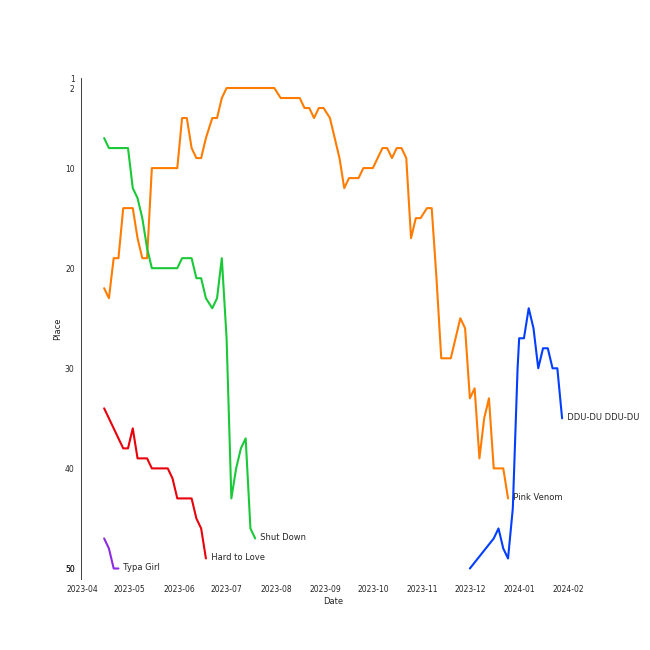 1
2
10
20
30
40
50
Place
DDU-DU DDU-DU
Pink Venom
Shut Down
Hard to Love
Typa Girl
2023-04 2023-05 2023-06 2023-07 2023-08 2023-09 2023-10 2023-11 2023-12 2024-01 2024-02
Date